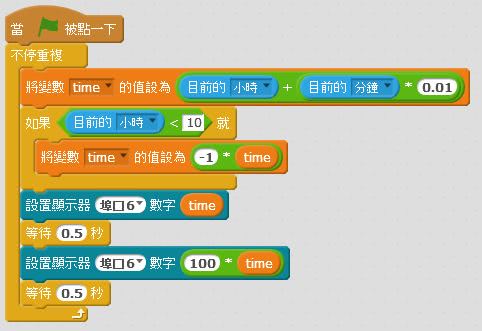 當 被點一下
不停重複
將變數 time 的值設為 目前的 小時 + 目前的 分鐘 * 0.01
如果 目前的 小時 < 10 就
將變數 time 的值設為 -1 * time
設置顯示器 埠口6 數字 time
等待 0.5 秒
設置顯示器 埠口6 數字 100 * time
等待 0.5 秒